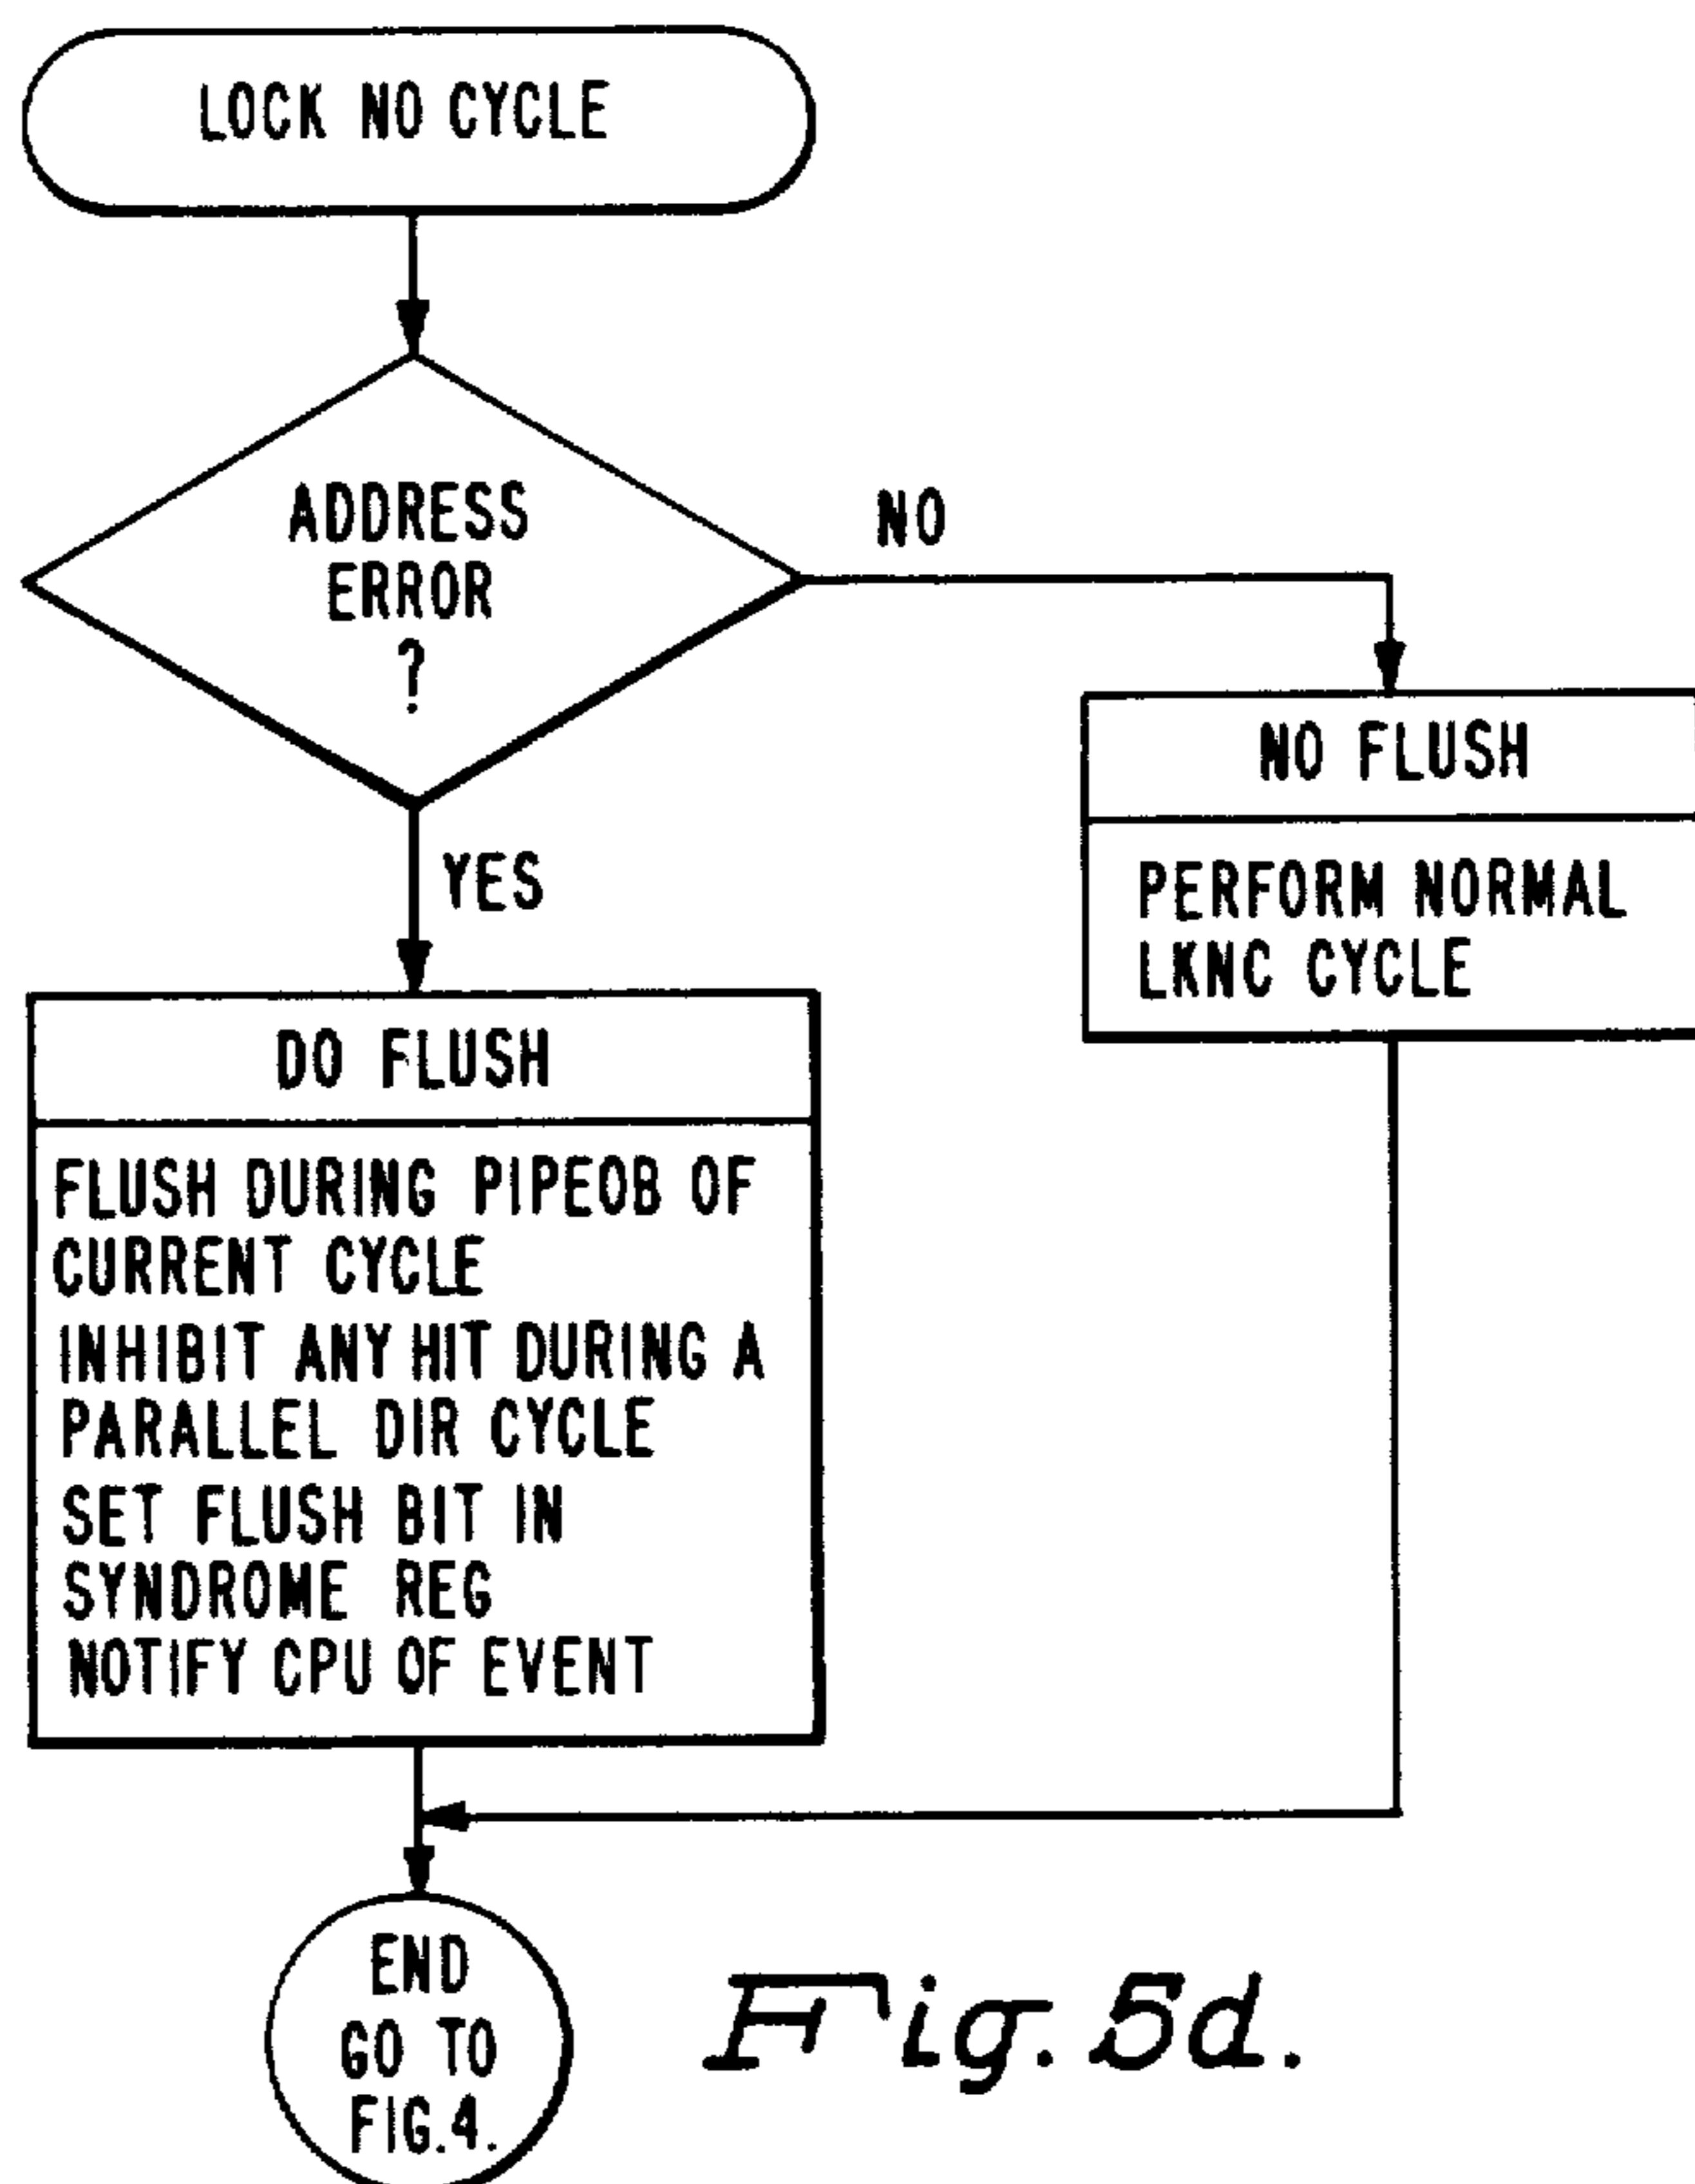 LOCK NO CYCLE
ADDRESS
ERROR
?
NO
YES
NO FLUSH
PERFORM NORMAL
LKNC CYCLE
DO FLUSH
FLUSH DURING PIPEOB OF
CURRENT CYCLE
INHIBIT ANY HIT DURING A
PARALLEL DIR CYCLE
SET FLUSH BIT IN
SYNDROME REG
NOTIFY CPU OF EVENT
END
GO TO
FIG.4.
Fig. 5d.